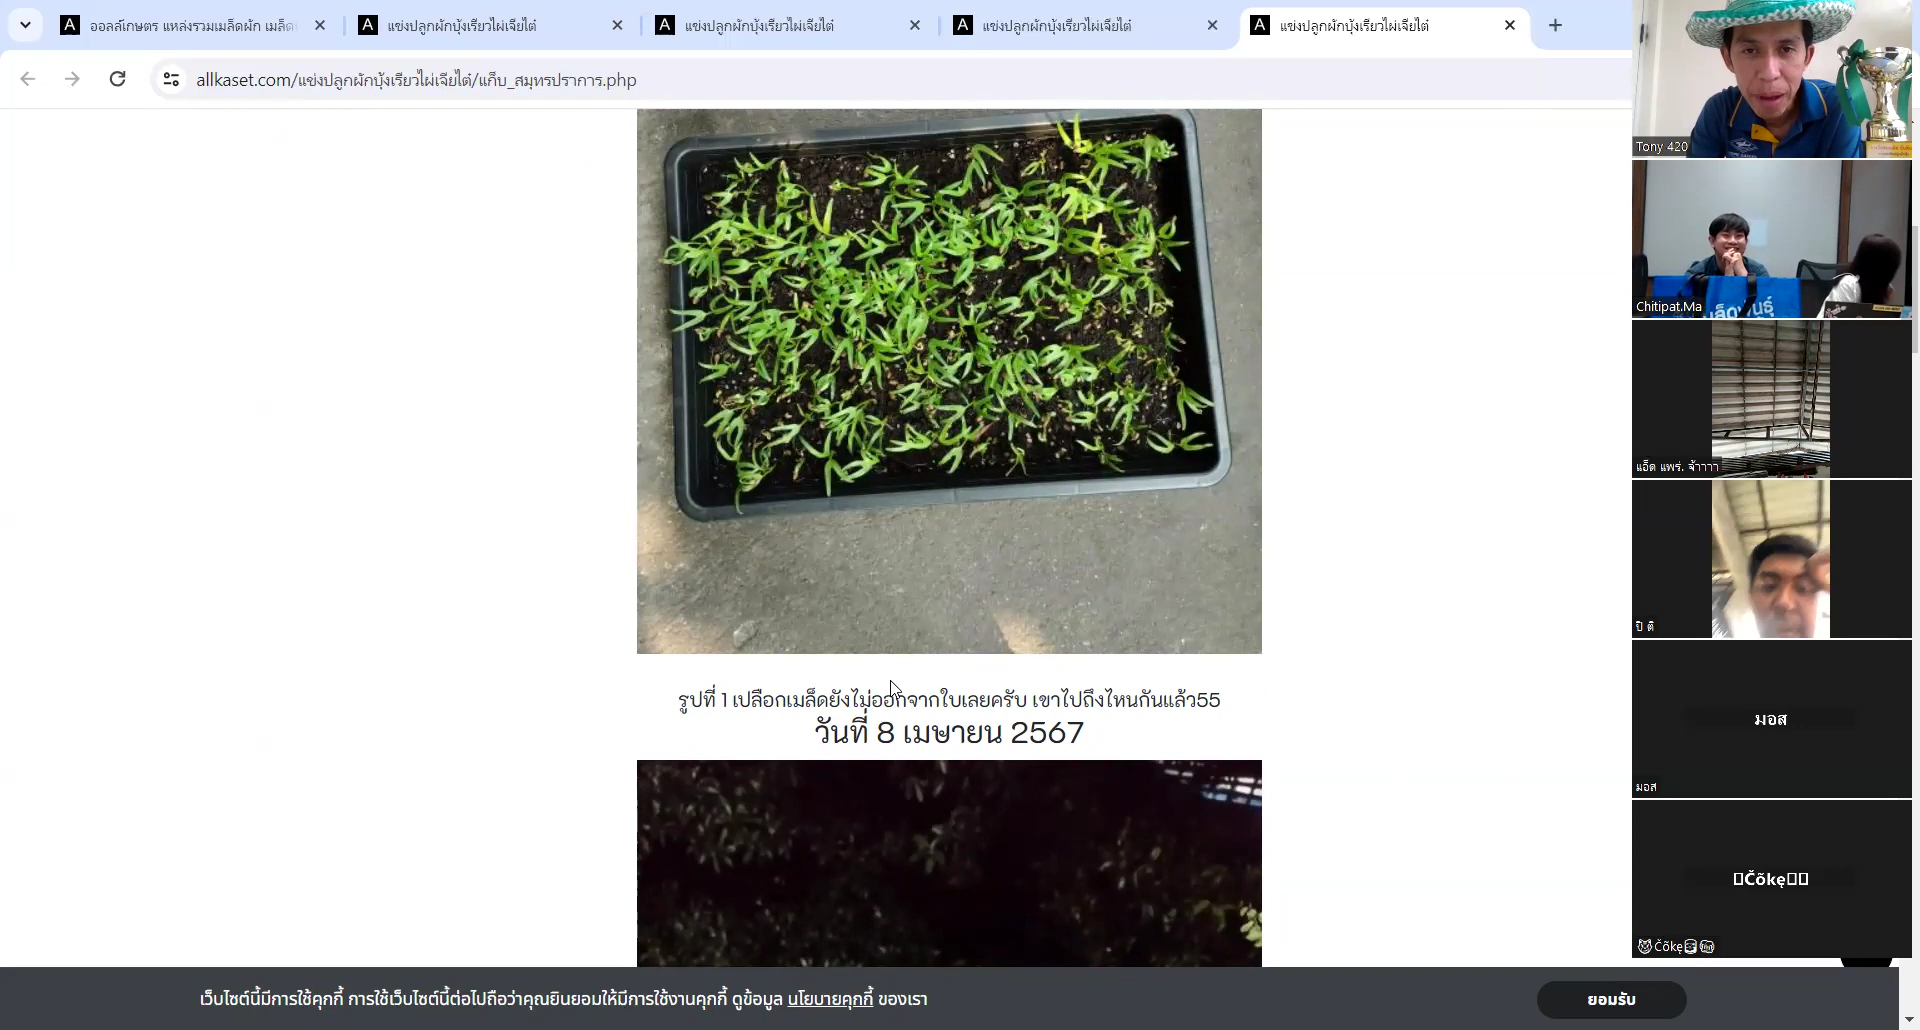 ออลล์เกษตร แหล่งรวมเมล็ดผัก เมล็ด
แข่งปลูกผักบุ้งเรียวไผ่เจียไต๋
แข่งปลูกผักบุ้งเรียวไผ่เจียไต๋
แข่งปลูกผักบุ้งเรียวไผ่เจียไต๋
แข่งปลูกผักบุ้งเรียวไผ่เจียไต๋
allkaset.com/แข่งปลูกผักบุ้งเรียวไผ่เจียไต๋/แก็บ_สมุทรปราการ.php
Tony 420
Chitipat.Ma
แอ็ด แพร่. จ้าาาา
ปิ ติ
มอส
มอส
Čõkę
Čõkę
รูปที่ 1 เปลือกเมล็ดยังไม่ออกจากใบเลยครับ เขาไปถึงไหนกันแล้ว55
วันที่ 8 เมษายน 2567
เว็บไซต์นี้มีการใช้คุกกี้ การใช้เว็บไซต์นี้ต่อไปถือว่าคุณยินยอมให้มีการใช้งานคุกกี้ ดูข้อมูล นโยบายคุกกี้ ของเรา
ยอมรับ